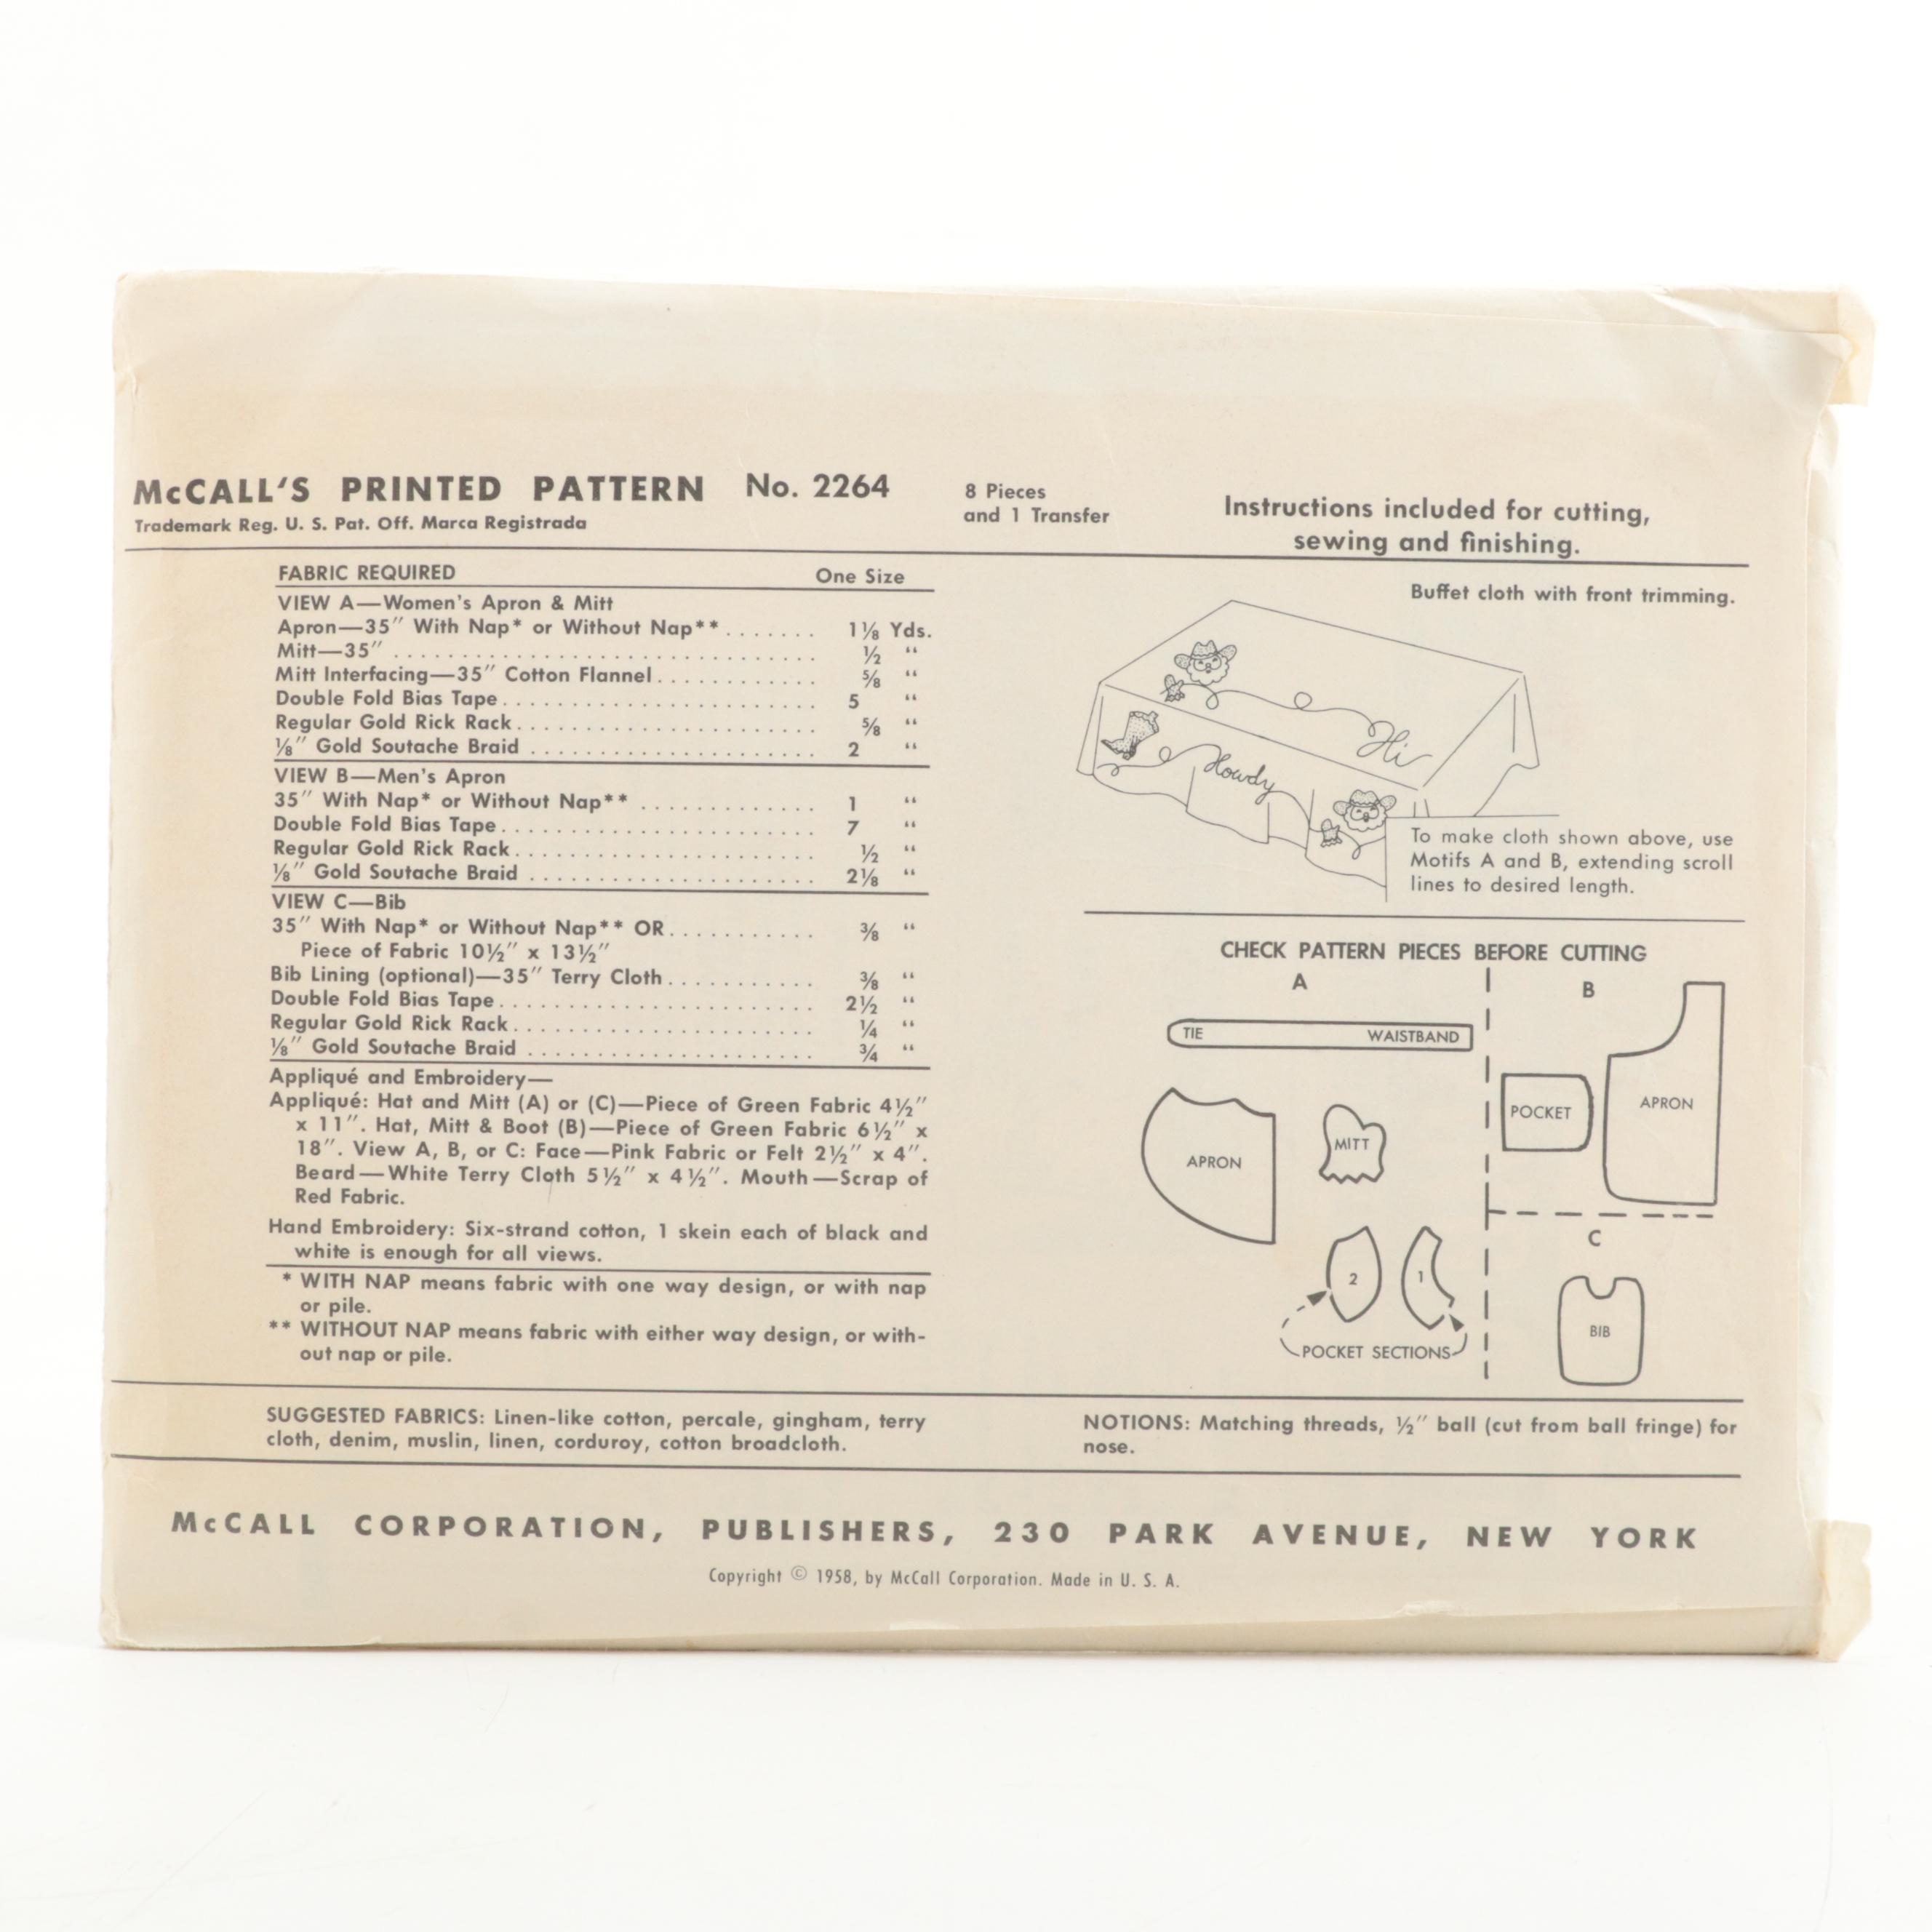 McCALL'S PRINTED PATTERN No. 2264
Trademark Reg. U. S. Pat. Off. Marca Registrada
8 Pieces
and 1 Transfer
Instructions included for cutting,
sewing and finishing.
FABRIC REQUIRED One Size
VIEW A—Women's Apron & Mitt
Apron—35" With Nap* or Without Nap** ....... 1⅛ Yds.
Mitt—35" ............................... ½ "
Mitt Interfacing—35" Cotton Flannel ............ ⅝ "
Double Fold Bias Tape ....................... 5 "
Regular Gold Rick Rack ...................... ⅝ "
⅛" Gold Soutache Braid ..................... 2 "
VIEW B—Men's Apron
35" With Nap* or Without Nap** ............. 1 "
Double Fold Bias Tape ....................... 7 "
Regular Gold Rick Rack ...................... ½ "
⅛" Gold Soutache Braid ..................... 2⅛ "
VIEW C—Bib
35" With Nap* or Without Nap** OR ........... ⅜ "
Piece of Fabric 10½" x 13½"
Bib Lining (optional)—35" Terry Cloth ........... ⅜ "
Double Fold Bias Tape ....................... 2½ "
Regular Gold Rick Rack ...................... ¼ "
⅛" Gold Soutache Braid ..................... ¾ "
Appliqué and Embroidery—
Appliqué: Hat and Mitt (A) or (C)—Piece of Green Fabric 4½"
x 11". Hat, Mitt & Boot (B)—Piece of Green Fabric 6½" x
18". View A, B, or C: Face—Pink Fabric or Felt 2½" x 4".
Beard—White Terry Cloth 5½" x 4½". Mouth—Scrap of
Red Fabric.
Hand Embroidery: Six-strand cotton, 1 skein each of black and
white is enough for all views.
* WITH NAP means fabric with one way design, or with nap
or pile.
** WITHOUT NAP means fabric with either way design, or with-
out nap or pile.
Buffet cloth with front trimming.
Hi
Howdy
To make cloth shown above, use
Motifs A and B, extending scroll
lines to desired length.
CHECK PATTERN PIECES BEFORE CUTTING
A
TIE WAISTBAND
APRON
MITT
2
1
POCKET SECTIONS
B
POCKET
APRON
C
BIB
SUGGESTED FABRICS: Linen-like cotton, percale, gingham, terry
cloth, denim, muslin, linen, corduroy, cotton broadcloth.
NOTIONS: Matching threads, ½" ball (cut from ball fringe) for
nose.
McCALL CORPORATION, PUBLISHERS, 230 PARK AVENUE, NEW YORK
Copyright © 1958, by McCall Corporation. Made in U. S. A.